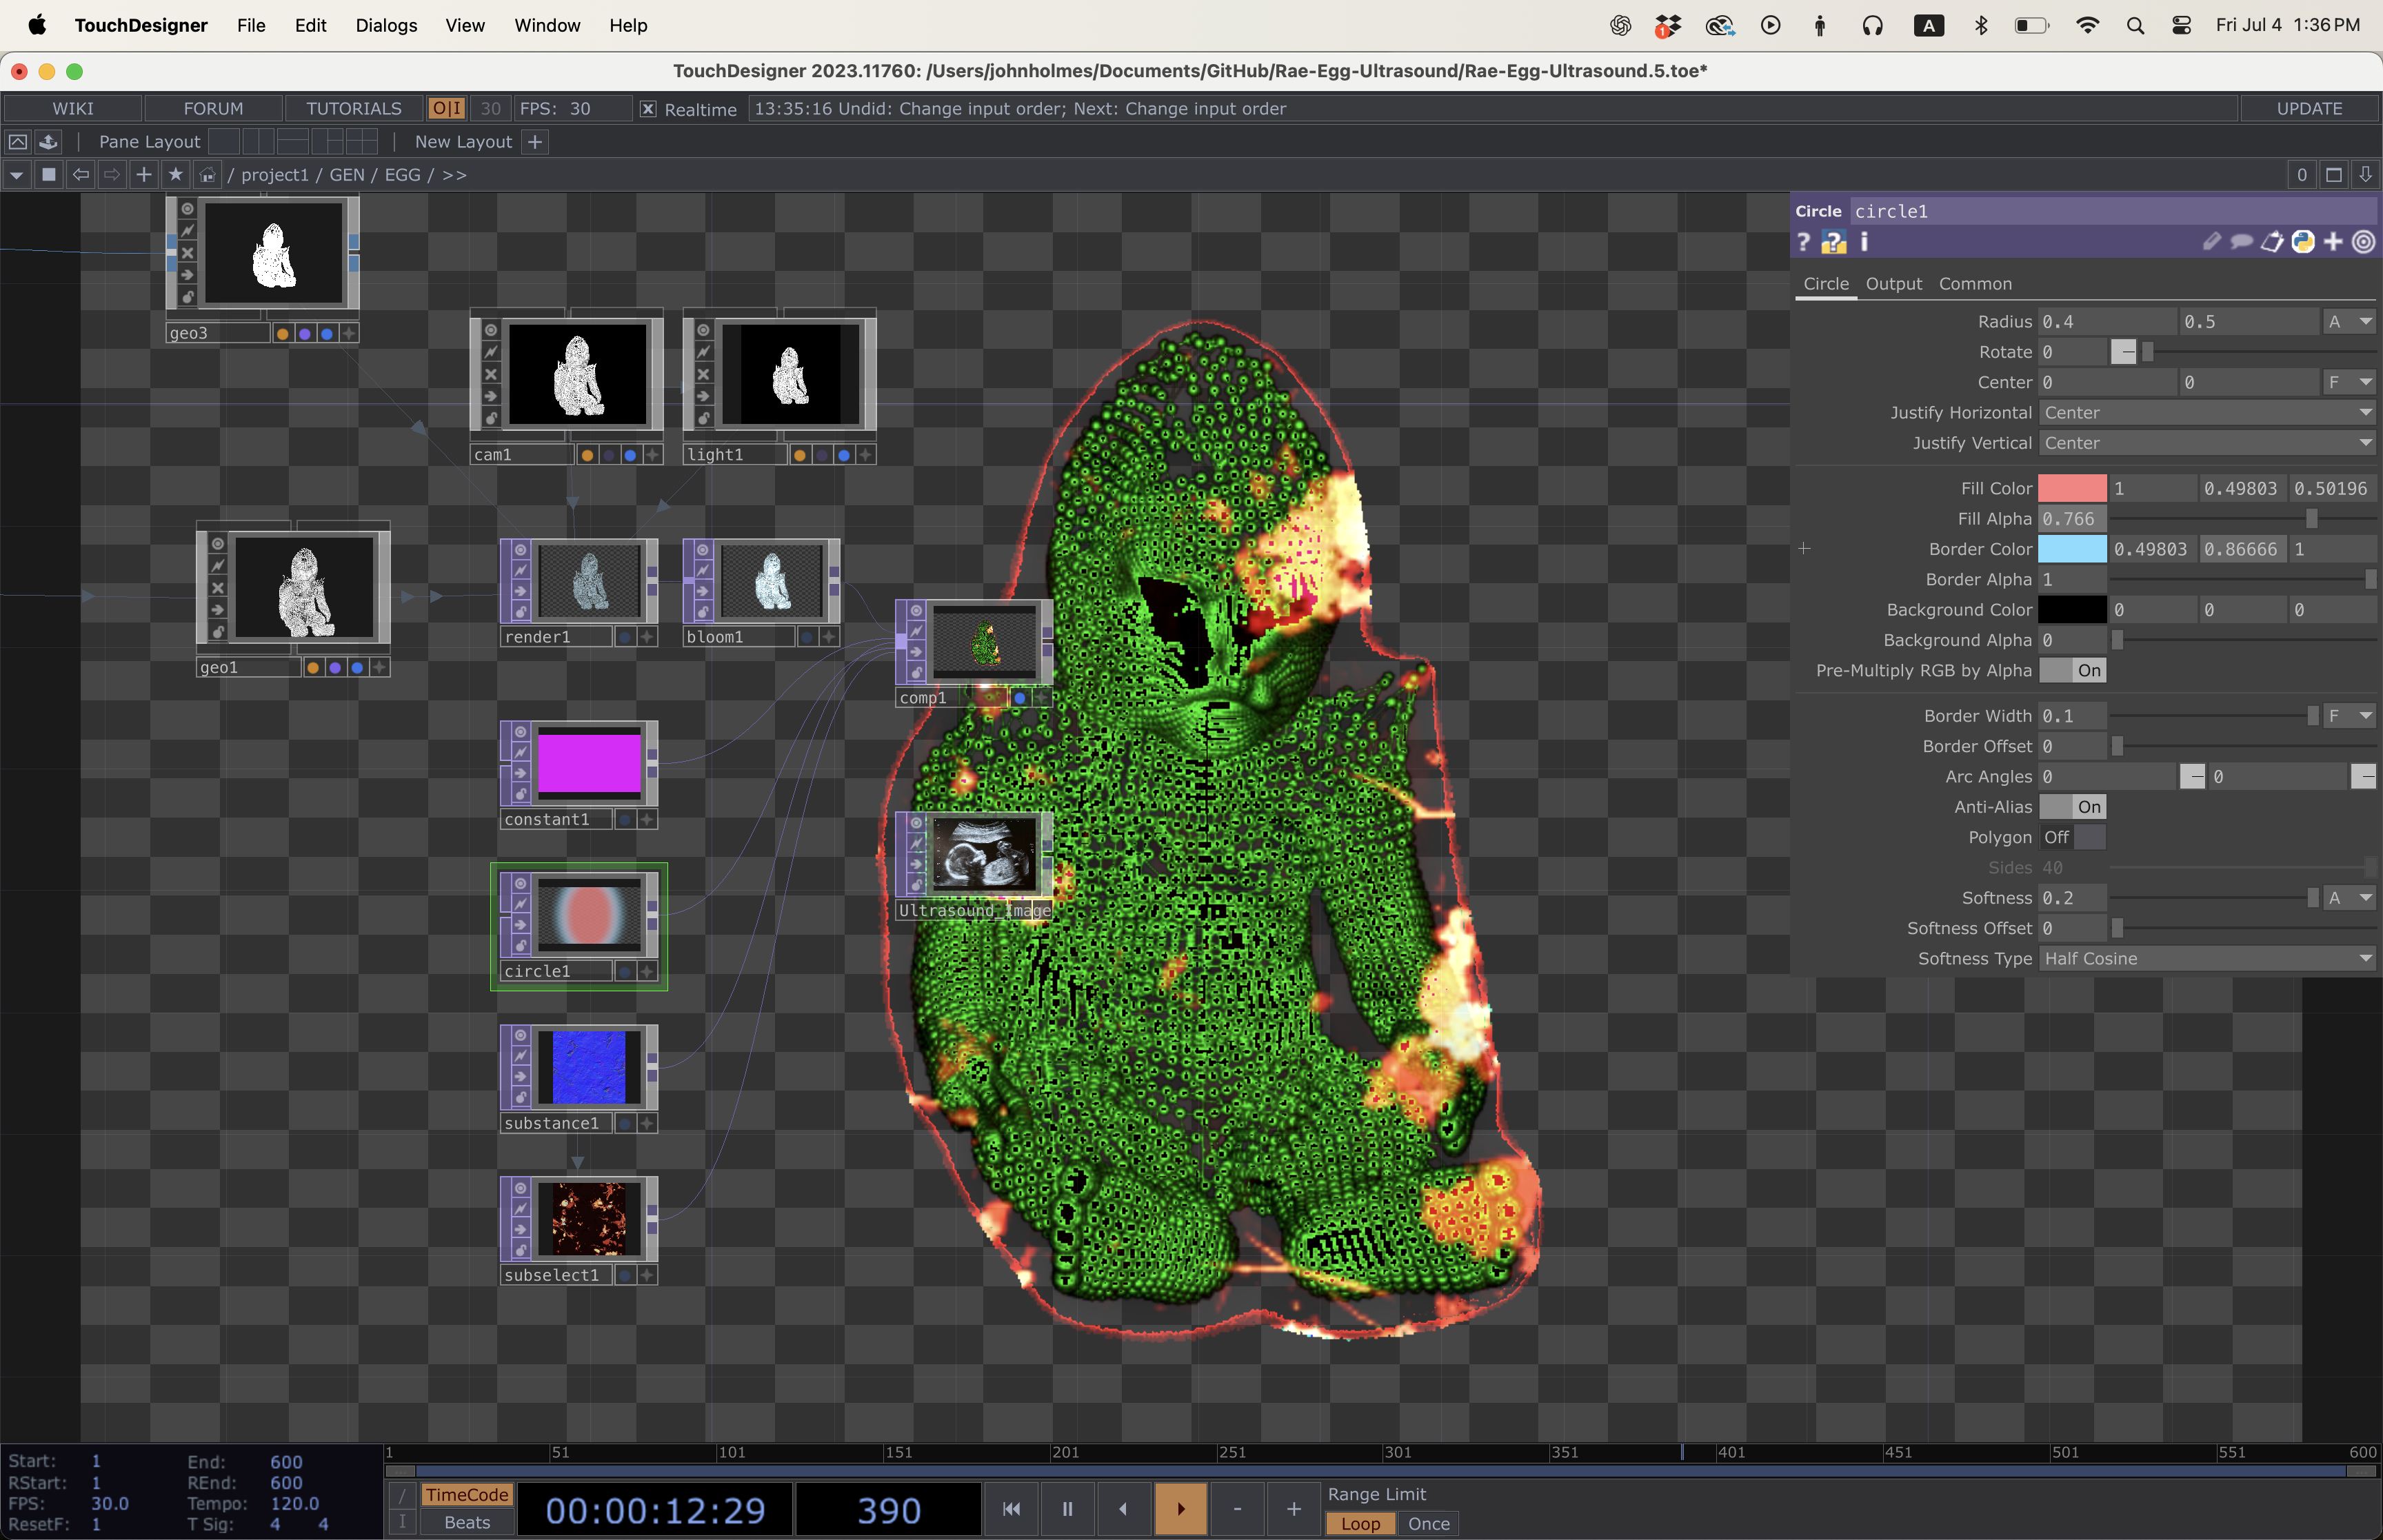 TouchDesigner File Edit Dialogs View Window Help
1 A Fri Jul 4 1:36 PM
TouchDesigner 2023.11760: /Users/johnholmes/Documents/GitHub/Rae-Egg-Ultrasound/Rae-Egg-Ultrasound.5.toe*
WIKI FORUM TUTORIALS O|I 30 FPS: 30 Realtime 13:35:16 Undid: Change input order; Next: Change input order UPDATE
Pane Layout New Layout +
/ project1 / GEN / EGG / >> 0
geo3
cam1
light1
render1
bloom1
geo1
comp1
constant1
Ultrasound_Image
circle1
substance1
subselect1
Circle circle1
? ? i
Circle Output Common
Radius 0.4 0.5 A
Rotate 0
Center 0 0 F
Justify Horizontal Center
Justify Vertical Center
Fill Color 1 0.49803 0.50196
Fill Alpha 0.766
Border Color 0.49803 0.86666 1
Border Alpha 1
Background Color 0 0 0
Background Alpha 0
Pre-Multiply RGB by Alpha On
Border Width 0.1 F
Border Offset 0
Arc Angles 0 0
Anti-Alias On
Polygon Off
Sides 40
Softness 0.2 A
Softness Offset 0
Softness Type Half Cosine
1 51 101 151 201 251 301 351 401 451 501 551 600
Start: 1 End: 600
RStart: 1 REnd: 600
FPS: 30.0 Tempo: 120.0
ResetF: 1 T Sig: 4 4
/ TimeCode
I Beats
00:00:12:29 390 - +
Range Limit
Loop Once